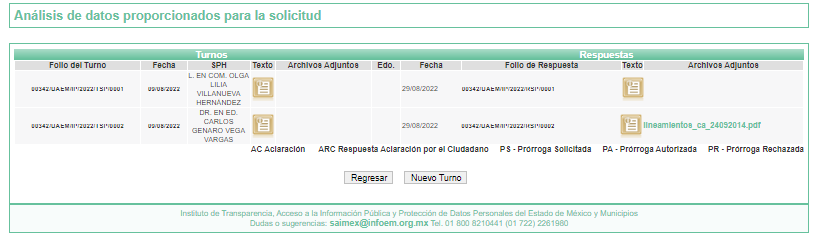 Análisis de datos proporcionados para la solicitud
Turnos Respuestas
Folio del Turno Fecha SPH Texto Archivos Adjuntos Edo. Fecha Folio de Respuesta Texto Archivos Adjuntos
00342/UAEM/IP/2022/TSP/0001 09/08/2022 L. EN COM. OLGA LILIA VILLANUEVA HERNÁNDEZ 29/08/2022 00342/UAEM/IP/2022/RSP/0001
00342/UAEM/IP/2022/TSP/0002 09/08/2022 DR. EN ED. CARLOS GENARO VEGA VARGAS 29/08/2022 00342/UAEM/IP/2022/RSP/0002 lineamientos_ca_24092014.pdf
AC Aclaración ARC Respuesta Aclaración por el Ciudadano PS - Prórroga Solicitada PA - Prórroga Autorizada PR - Prórroga Rechazada
Regresar Nuevo Turno
Instituto de Transparencia, Acceso a la Información Pública y Protección de Datos Personales del Estado de México y Municipios
Dudas o sugerencias: saimex@infoem.org.mx Tel. 01 800 8210441 (01 722) 2261980